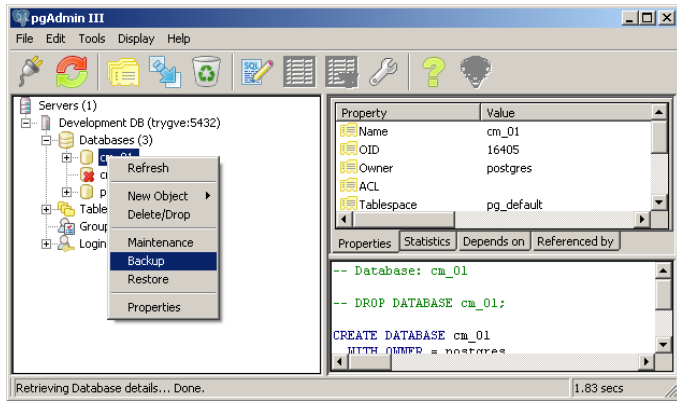 pgAdmin III
File Edit Tools Display Help
SQL
Servers (1)
Development DB (trygve:5432)
Databases (3)
Refresh
New Object
Delete/Drop
Maintenance
Backup
Restore
Properties
Property Value
Name cm_01
OID 16405
Owner postgres
ACL
Tablespace pg_default
Properties Statistics Depends on Referenced by
-- Database: cm_01
-- DROP DATABASE cm_01;
CREATE DATABASE cm_01
WITH OWNER = postgres
Retrieving Database details... Done.
1.83 secs